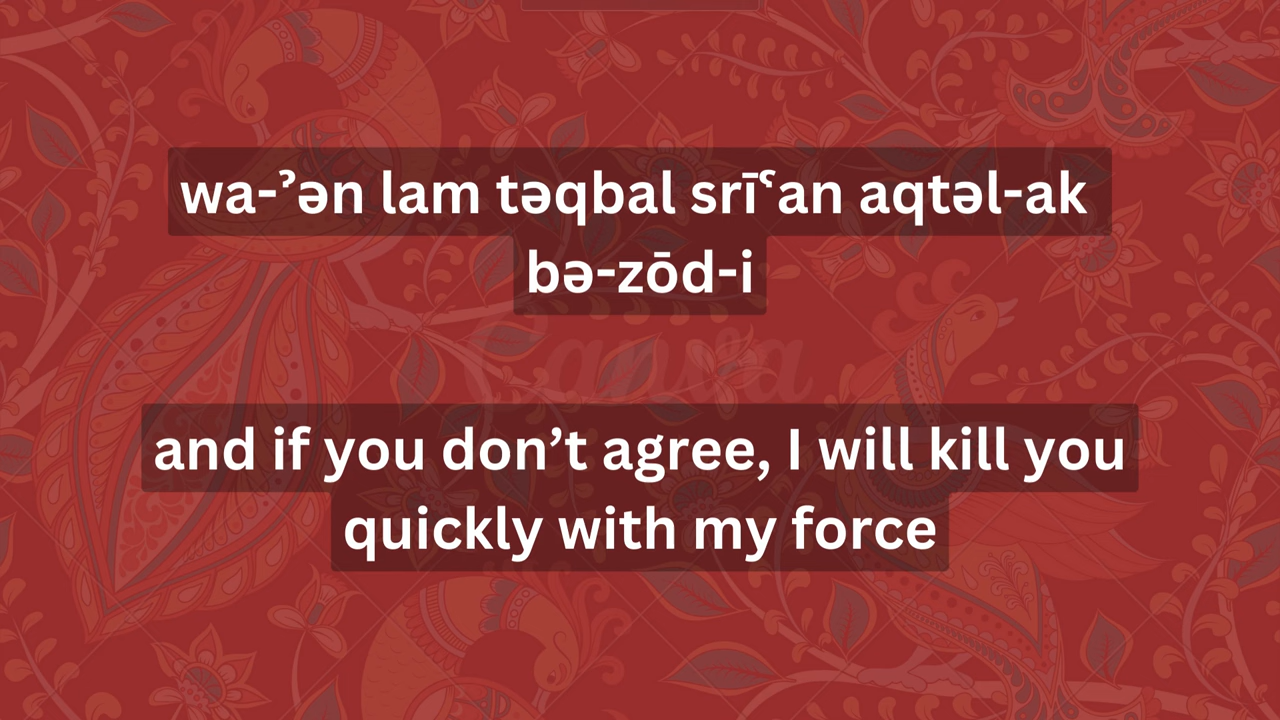 wa-ʾən lam təqbal srīʿan aqtəl-ak
bə-zōd-i
and if you don’t agree, I will kill you
quickly with my force
Canva